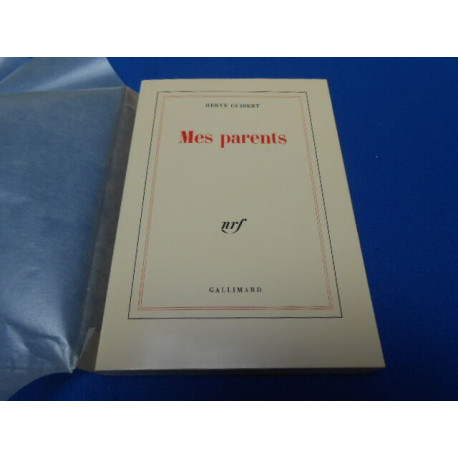 HERVÉ GUIBERT
Mes parents
nrf
GALLIMARD